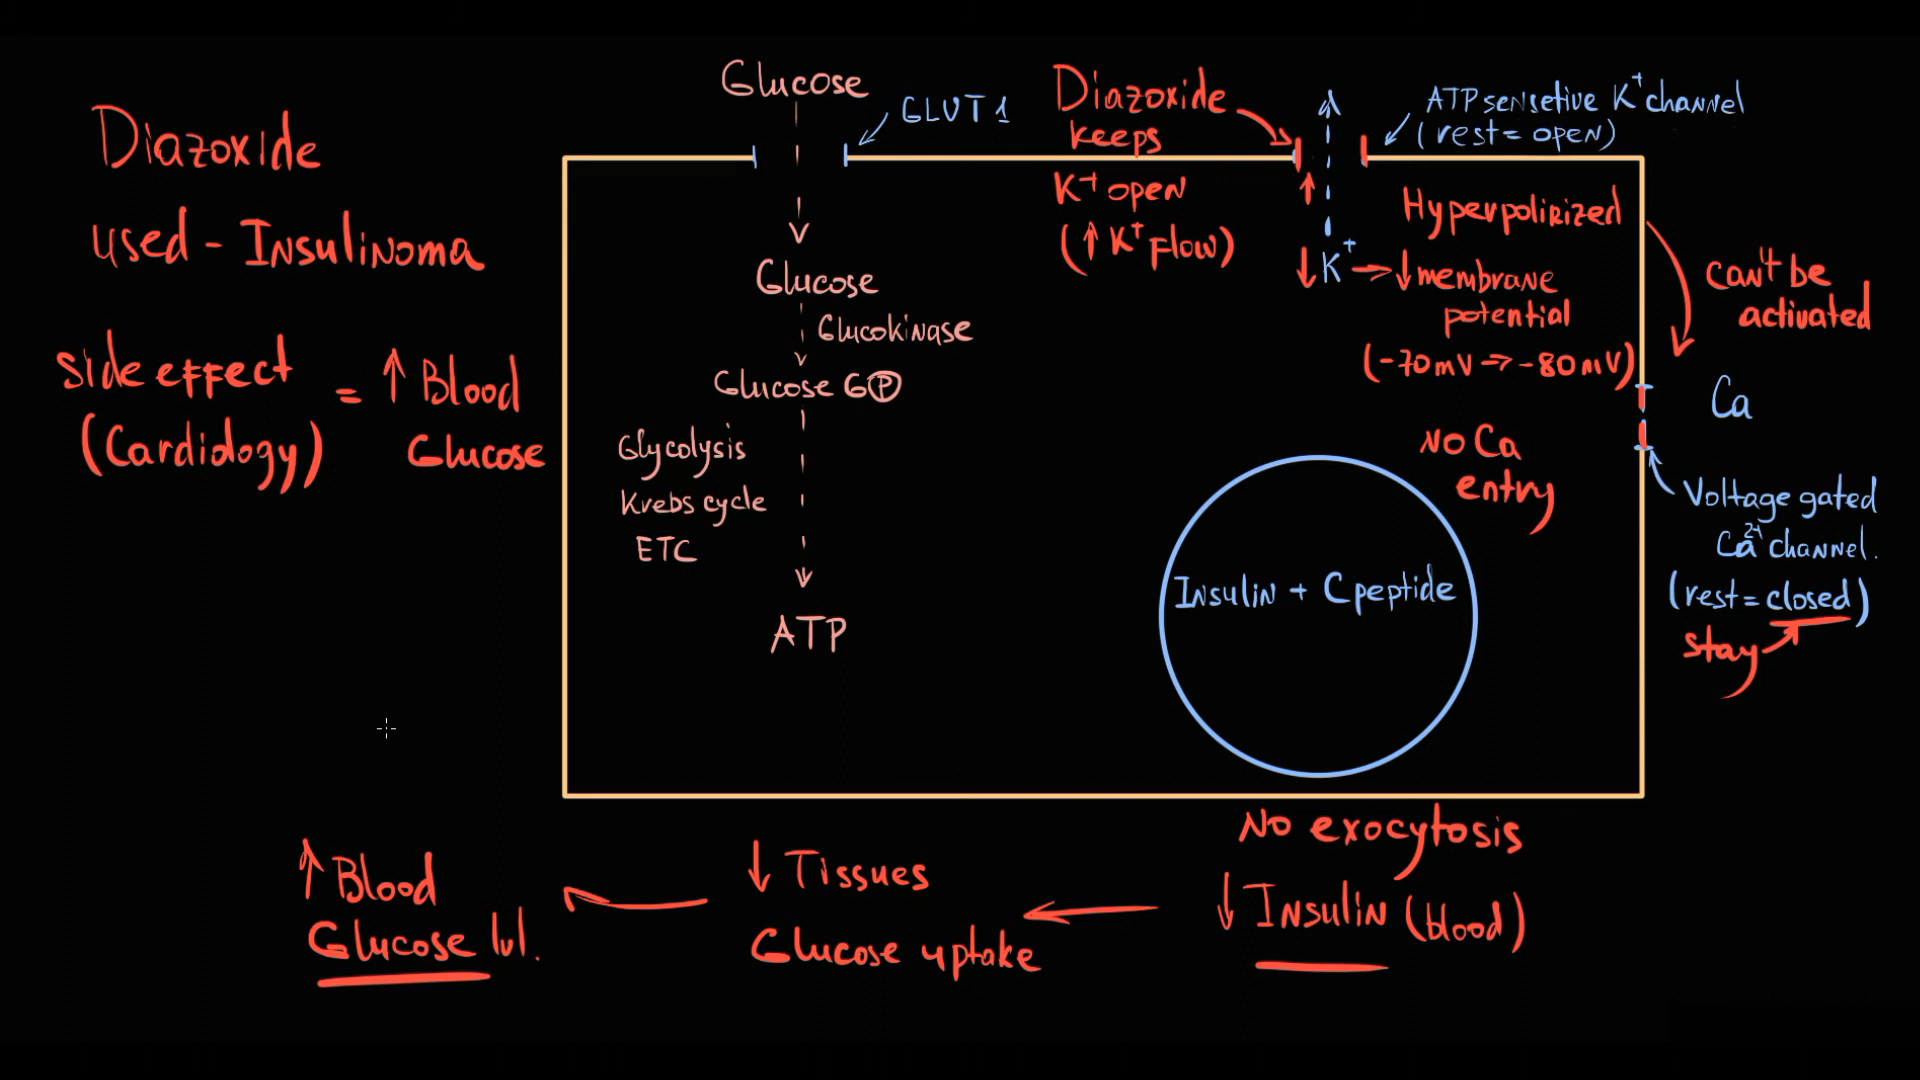 Diazoxide
used - Insulinoma
Side effect
(Cardiology)
= ↑ Blood
Glucose
Glucose
GLUT 1
Glucose
Glucokinase
Glucose 6 P
Glycolysis
Krebs cycle
ETC
ATP
Diazoxide
keeps
K+ open
(↑ K+ Flow)
ATP sensetive K+ channel
(rest = open)
Hyperpolirized
↑
↓ K+ → ↓ membrane
potential
(-70mV → -80mV)
can't be
activated
Ca
NO Ca
entry
Voltage gated
Ca2+ channel.
(rest = closed)
stay
Insulin + C peptide
No exocytosis
↓ Insulin (blood)
↓ Tissues
Glucose uptake
↑ Blood
Glucose lvl.